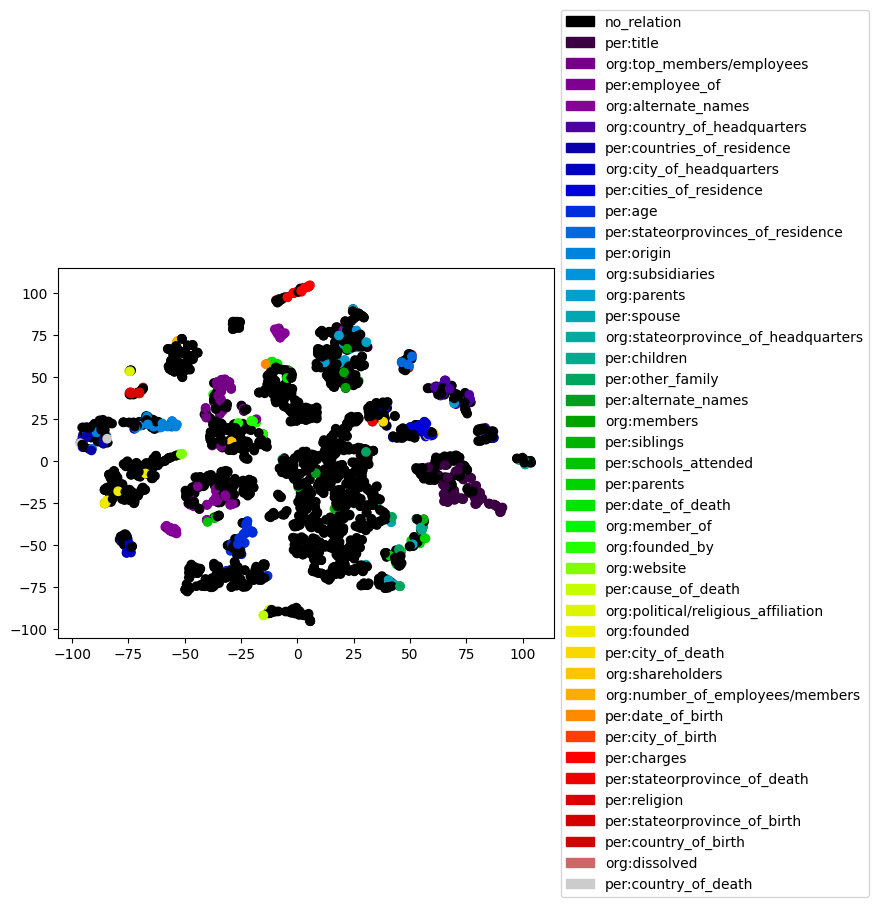 no_relation
per:title
org:top_members/employees
per:employee_of
org:alternate_names
org:country_of_headquarters
per:countries_of_residence
org:city_of_headquarters
per:cities_of_residence
per:age
per:stateorprovinces_of_residence
per:origin
org:subsidiaries
org:parents
per:spouse
org:stateorprovince_of_headquarters
per:children
per:other_family
per:alternate_names
org:members
per:siblings
per:schools_attended
per:parents
per:date_of_death
org:member_of
org:founded_by
org:website
per:cause_of_death
org:political/religious_affiliation
org:founded
per:city_of_death
org:shareholders
org:number_of_employees/members
per:date_of_birth
per:city_of_birth
per:charges
per:stateorprovince_of_death
per:religion
per:stateorprovince_of_birth
per:country_of_birth
org:dissolved
per:country_of_death
100
75
50
25
0
−25
−50
−75
−100
−100 −75 −50 −25 0 25 50 75 100